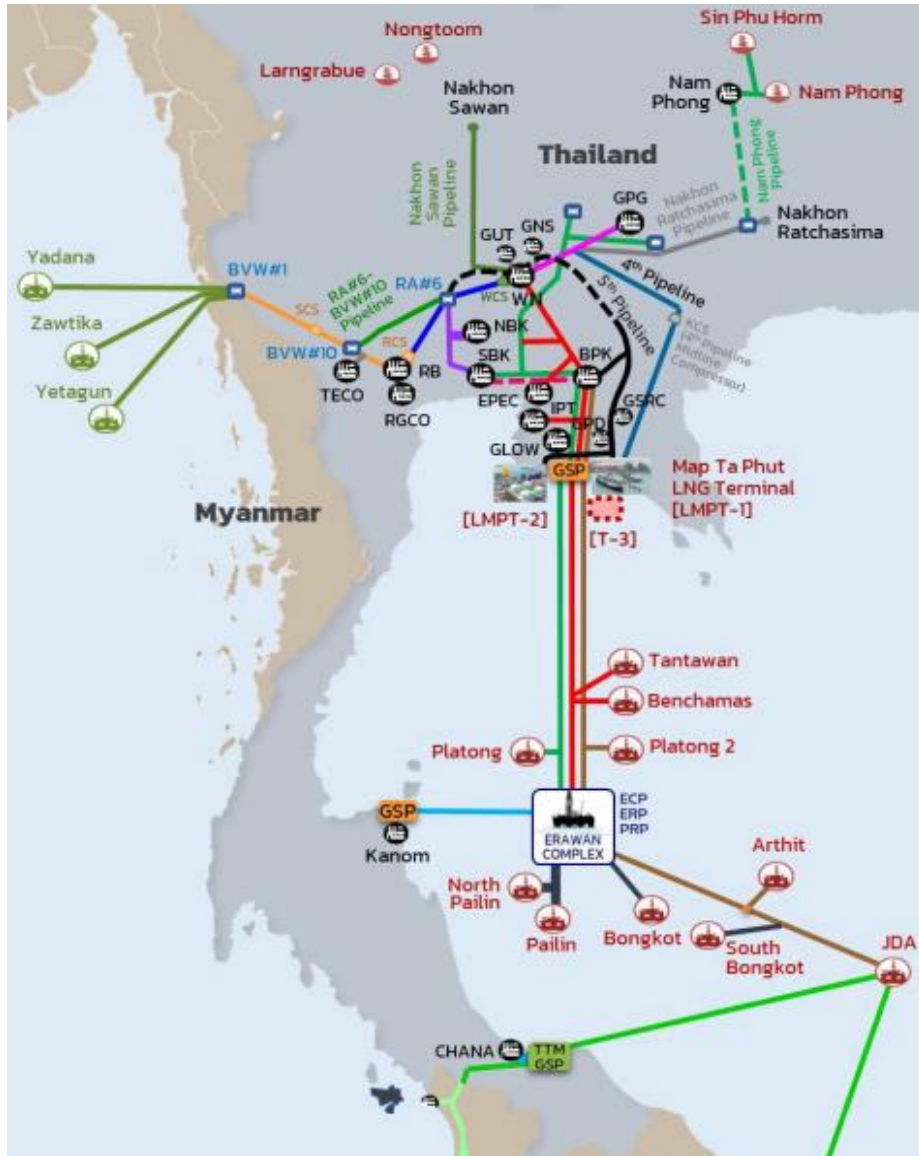 Nongtoom
Larngrabue
Sin Phu Horm
Nakhon
Sawan
Nam
Phong
Nam Phong
Thailand
Nakhon
Sawan
Pipeline
Nam Phong
Pipeline
GPG
Nakhon
Ratchasima
Pipeline
Nakhon
Ratchasima
GNS
GUT
Yadana
BVW#1
RA#6-
BVW#10
Pipeline
RA#6
WCS
WN
4th Pipeline
5th Pipeline
SCS
Zawtika
BVW#10
RCS
NBK
KCS
(4th Pipeline
Midline
Compressor)
Yetagun
TECO
RB
SBK
BPK
RGCO
EPEC
IPT
GSRC
GLOW
GSP
Map Ta Phut
LNG Terminal
[LMPT-1]
Myanmar
[LMPT-2]
[T-3]
Tantawan
Benchamas
Platong
Platong 2
GSP
Kanom
ERAWAN
COMPLEX
ECP
ERP
PRP
Arthit
North
Pailin
Pailin
Bongkot
South
Bongkot
JDA
CHANA
TTM
GSP